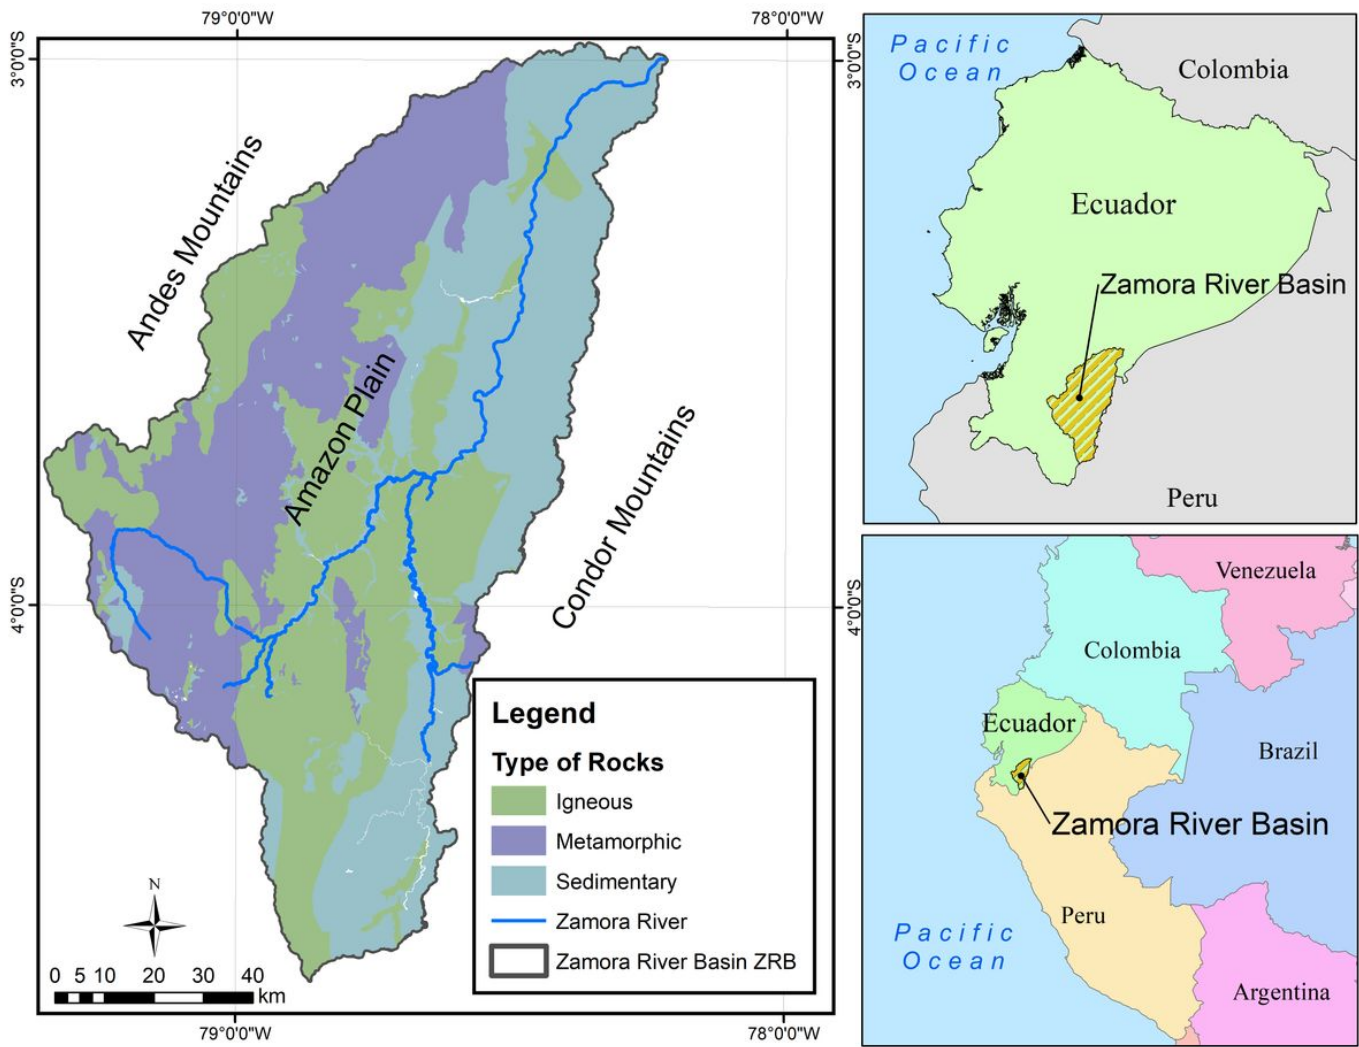 79°0'0"W
78°0'0"W
3°0'0"S
3°0'0"S
4°0'0"S
4°0'0"S
Andes Mountains
Amazon Plain
Condor Mountains
Legend
Type of Rocks
Igneous
Metamorphic
Sedimentary
Zamora River
Zamora River Basin ZRB
N
0 5 10 20 30 40
km
79°0'0"W
78°0'0"W
Pacific
Ocean
Colombia
Ecuador
Zamora River Basin
Peru
Venezuela
Colombia
Ecuador
Brazil
Zamora River Basin
Peru
Pacific
Ocean
Argentina